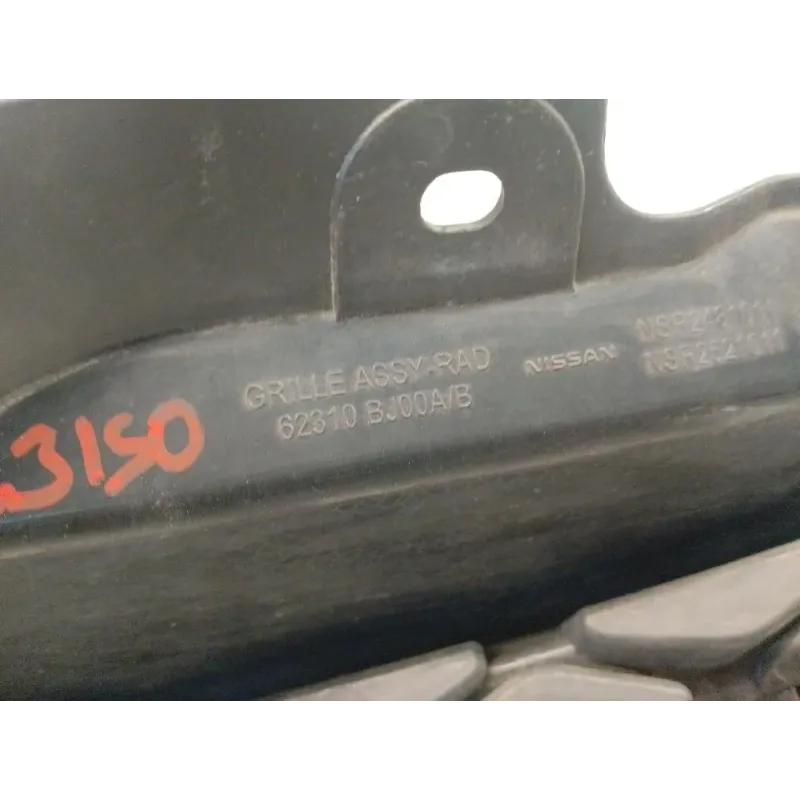 GRILLE ASSY-RAD
62310 BJ00A/B
NISSAN
3150